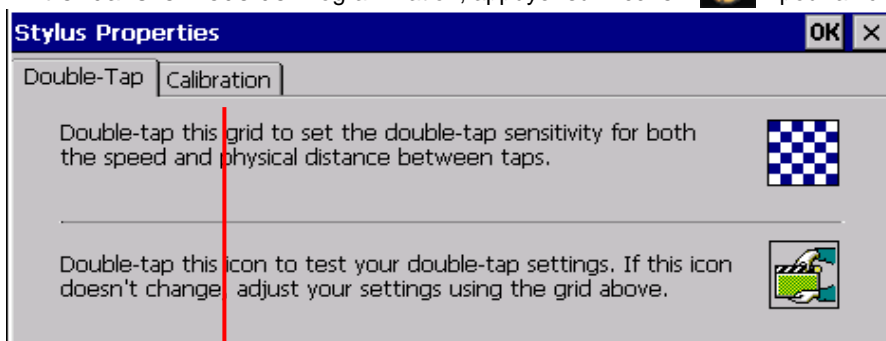 Stylus Properties OK ×
Double-Tap Calibration
Double-tap this grid to set the double-tap sensitivity for both
the speed and physical distance between taps.
Double-tap this icon to test your double-tap settings. If this icon
doesn't change, adjust your settings using the grid above.